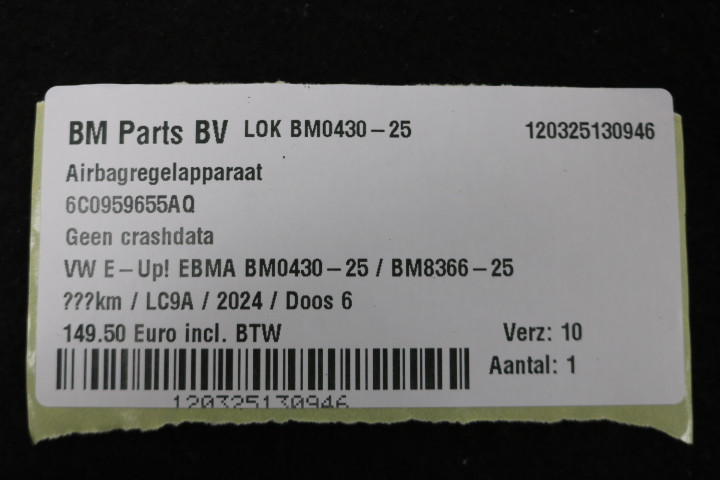 BM Parts BV LOK BM0430-25 120325130946
Airbagregelapparaat
6C0959655AQ
Geen crashdata
VW E-Up! EBMA BM0430-25 / BM8366-25
???km / LC9A / 2024 / Doos 6
149.50 Euro incl. BTW Verz: 10
Aantal: 1
120325130946